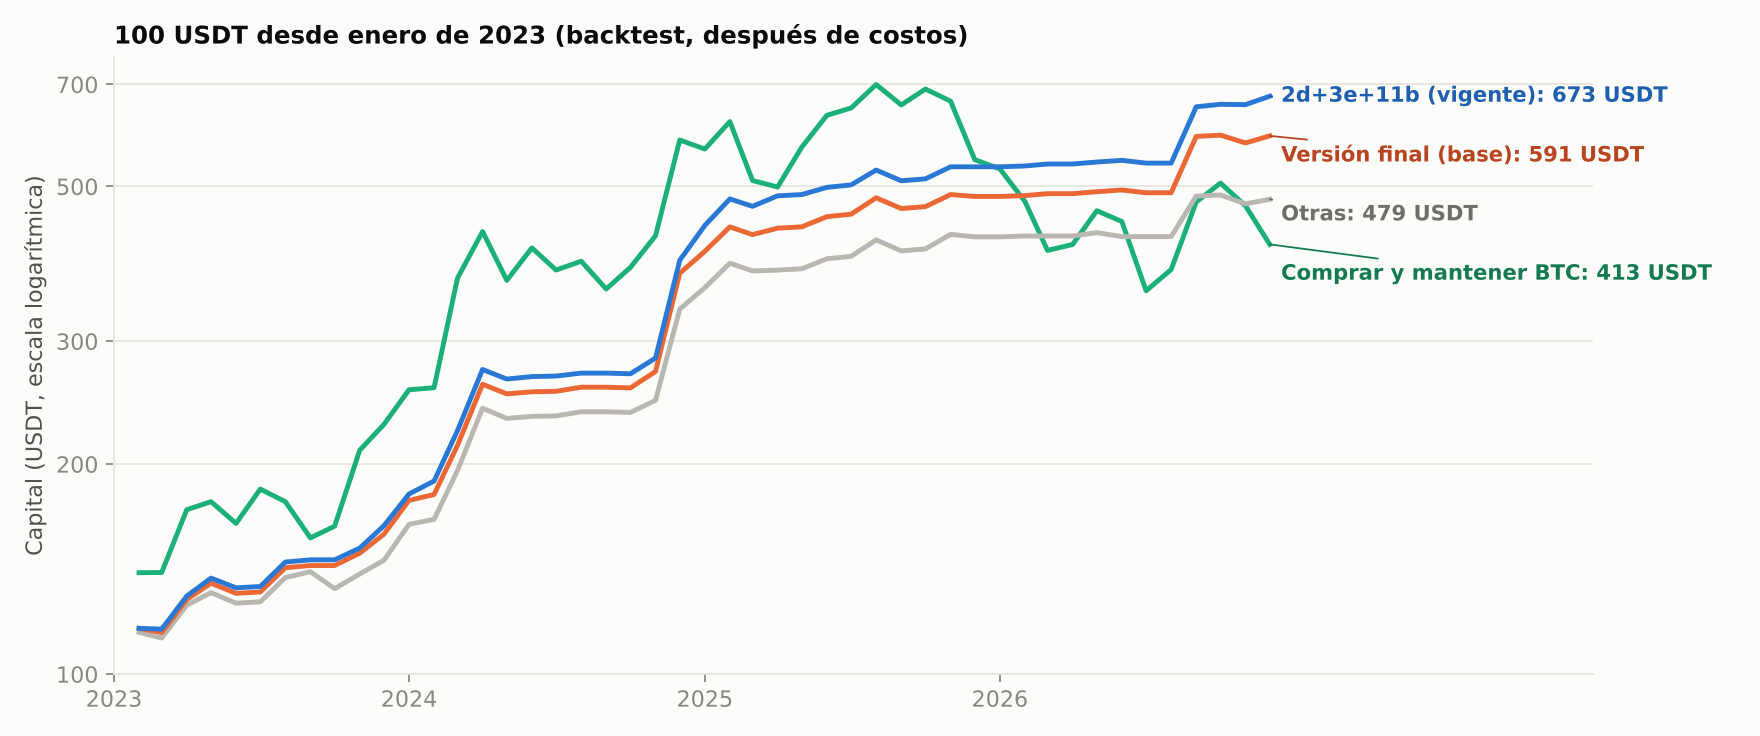 100 USDT desde enero de 2023 (backtest, después de costos)
Capital (USDT, escala logarítmica)
700
500
300
200
100
2023
2024
2025
2026
2d+3e+11b (vigente): 673 USDT
Versión final (base): 591 USDT
Otras: 479 USDT
Comprar y mantener BTC: 413 USDT